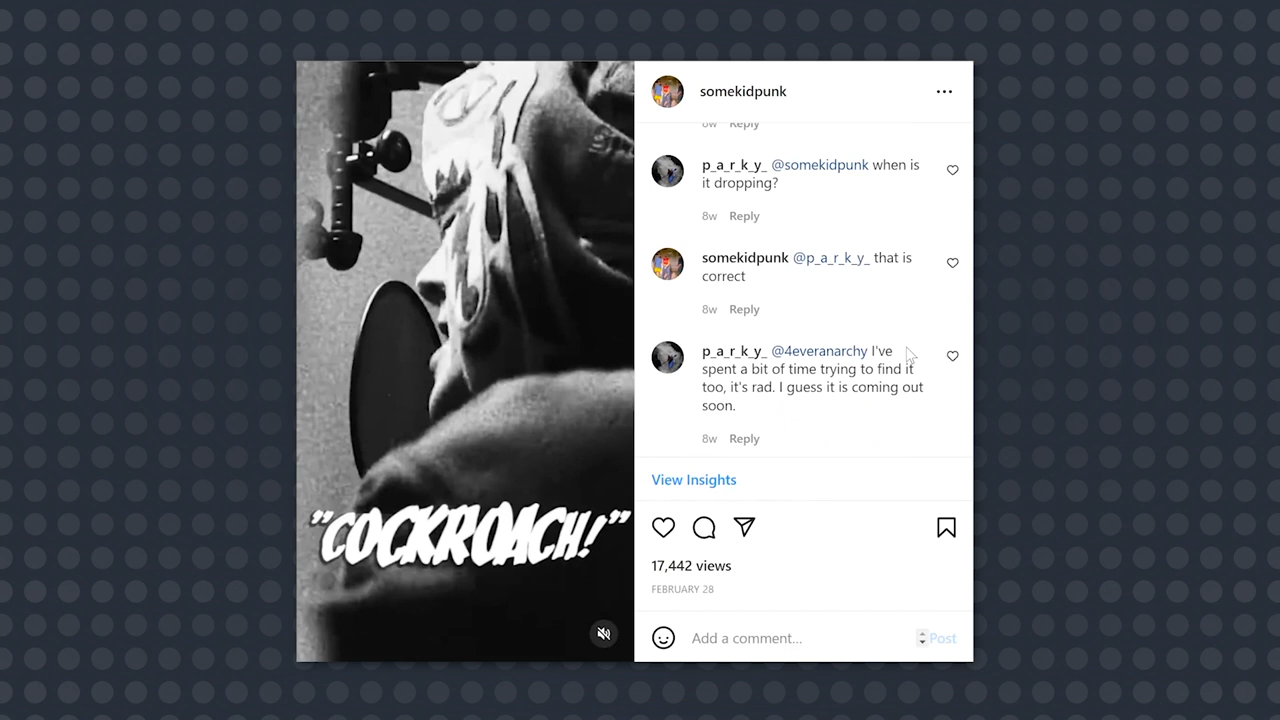 somekidpunk
8w Reply
p_a_r_k_y_ @somekidpunk when is
it dropping?
8w Reply
somekidpunk @p_a_r_k_y_ that is
correct
8w Reply
p_a_r_k_y_ @4everanarchy I've
spent a bit of time trying to find it
too, it's rad. I guess it is coming out
soon.
8w Reply
View Insights
17,442 views
FEBRUARY 28
Add a comment... Post
"COCKROACH!"